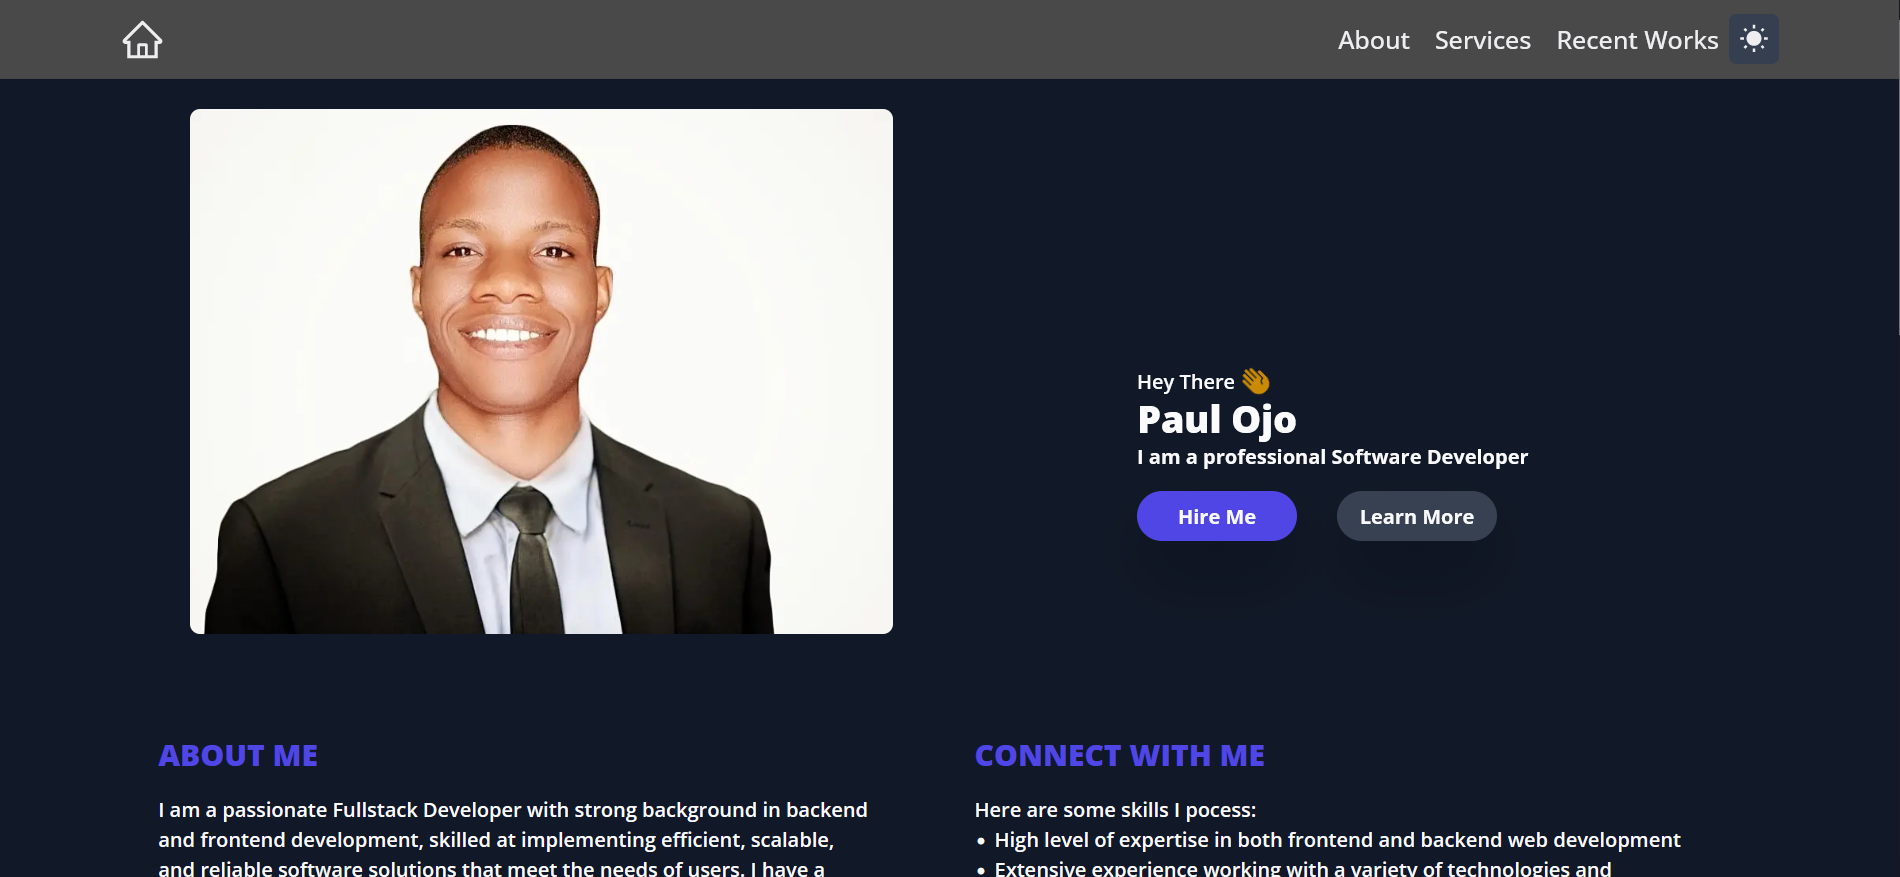 About Services Recent Works
Hey There 👋
Paul Ojo
I am a professional Software Developer
Hire Me
Learn More
ABOUT ME
I am a passionate Fullstack Developer with strong background in backend
and frontend development, skilled at implementing efficient, scalable,
and reliable software solutions that meet the needs of users. I have a
CONNECT WITH ME
Here are some skills I pocess:
• High level of expertise in both frontend and backend web development
• Extensive experience working with a variety of technologies and